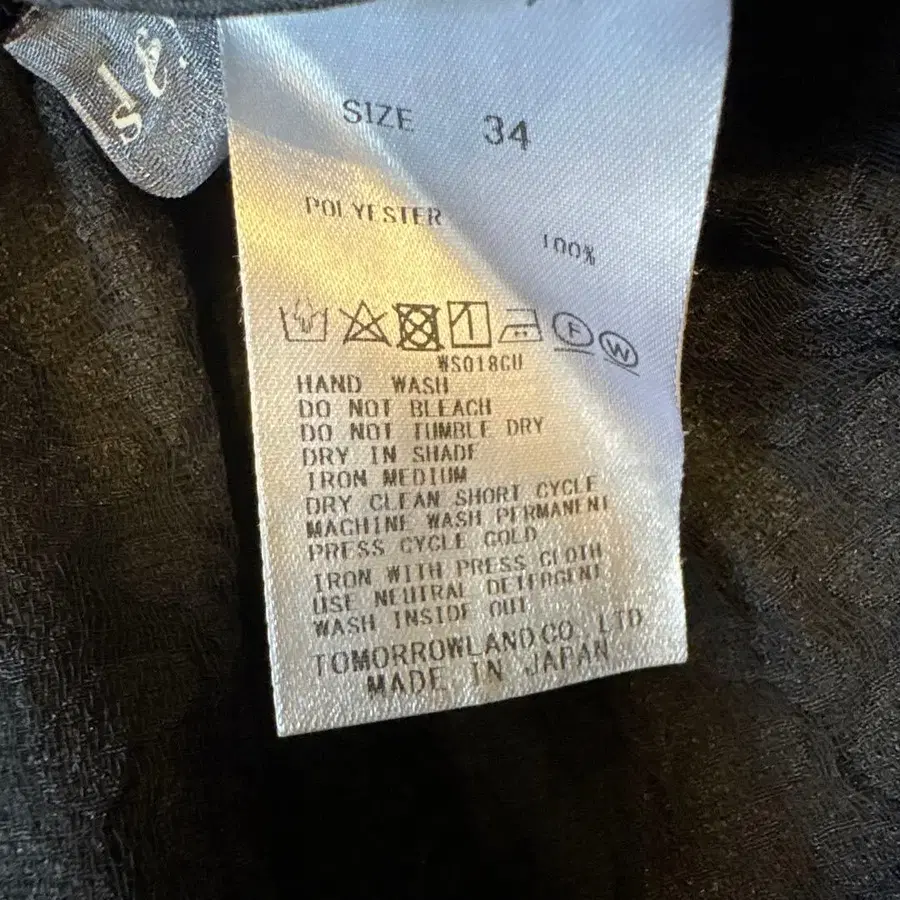 SIZE 34
POLYESTER
100%
F W
WS018CU
HAND WASH
DO NOT BLEACH
DO NOT TUMBLE DRY
DRY IN SHADE
IRON MEDIUM
DRY CLEAN SHORT CYCLE
MACHINE WASH PERMANENT
PRESS CYCLE COLD
IRON WITH PRESS CLOTH
USE NEUTRAL DETERGENT
WASH INSIDE OUT
TOMORROWLAND CO., LTD
MADE IN JAPAN